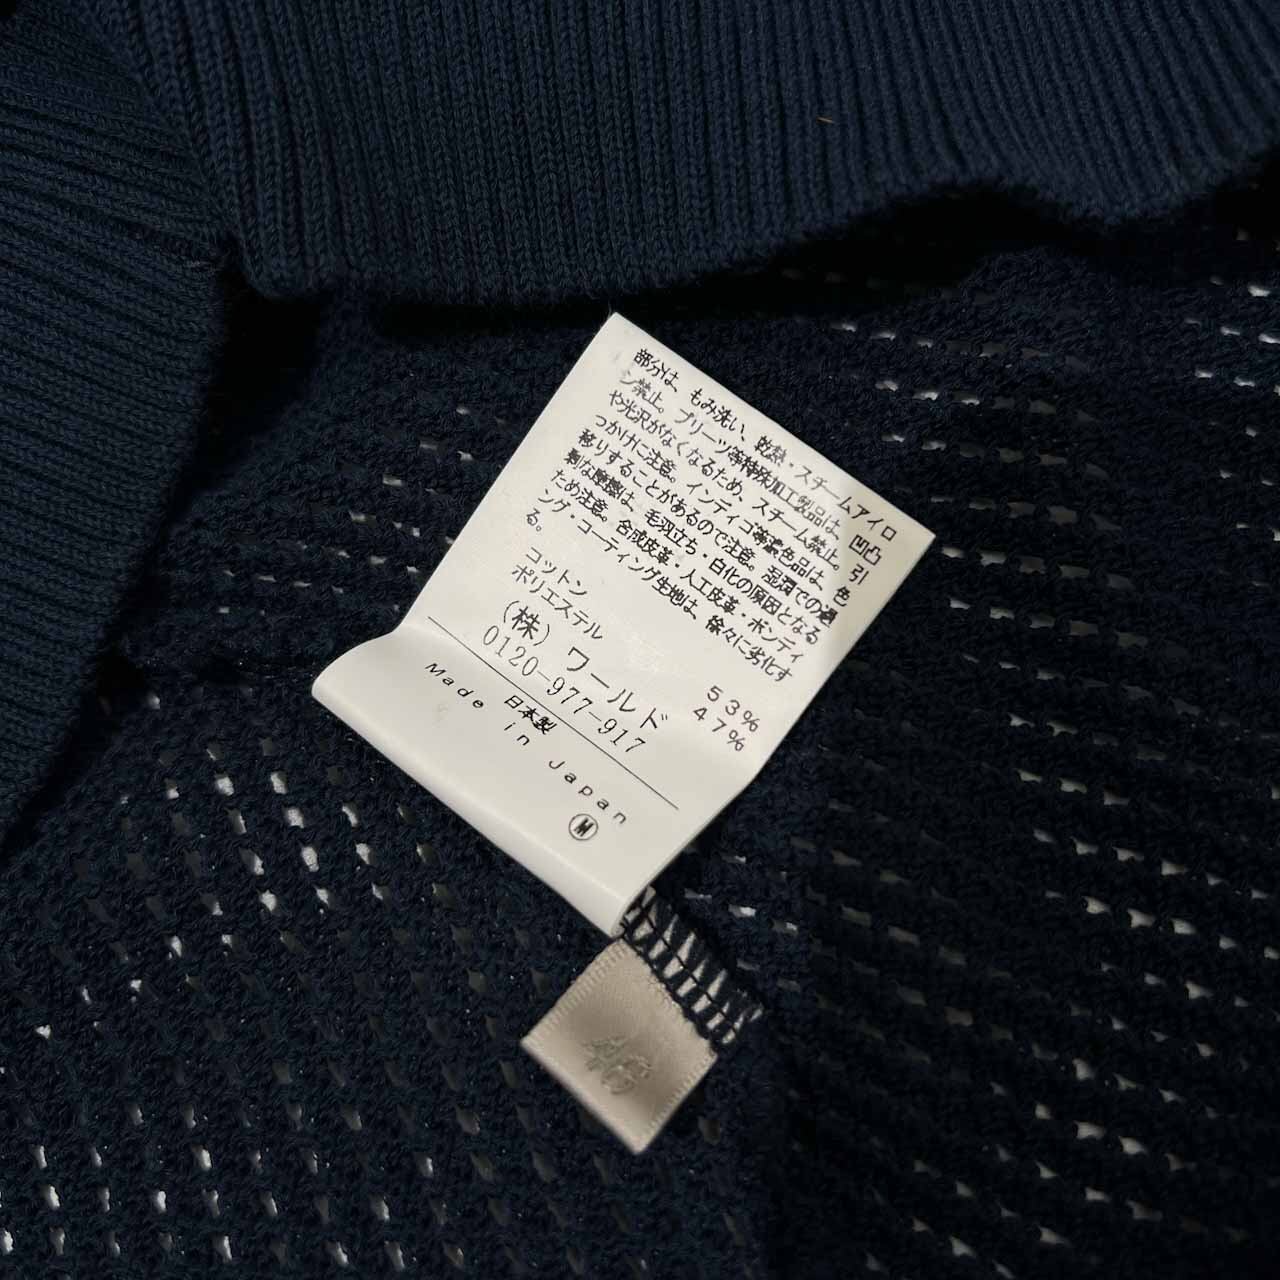 部分は、もみ洗い、乾熱・スチームアイロ
ン禁止。プリーツ等特殊加工製品は、凹凸
や光沢がなくなるため、スチーム禁止。引
つかけに注意。インディゴ等濃色品は、色
移りすることがあるので注意。湿潤での過
剰な摩擦は、毛羽立ち・白化の原因となる
ため注意。合成皮革・人工皮革・ボンディ
ング・コーティング生地は、徐々に劣化す
る。
コットン 53%
ポリエステル 47%
(株)ワールド
0120-977-917
日本製
Made in Japan
M
46